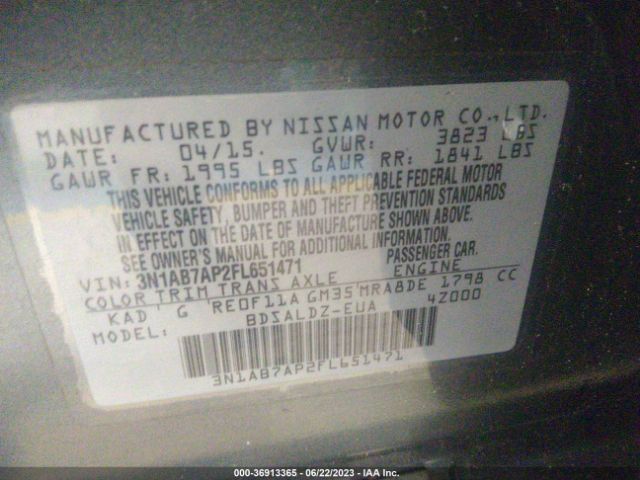 MANUFACTURED BY NISSAN MOTOR CO., LTD.
DATE: 04/15. GVWR: 3823 LBS
GAWR FR: 1995 LBS GAWR RR: 1841 LBS
THIS VEHICLE CONFORMS TO ALL APPLICABLE FEDERAL MOTOR
VEHICLE SAFETY, BUMPER AND THEFT PREVENTION STANDARDS
IN EFFECT ON THE DATE OF MANUFACTURE SHOWN ABOVE.
SEE OWNER'S MANUAL FOR ADDITIONAL INFORMATION.
VIN: 3N1AB7AP2FL651471 PASSENGER CAR.
COLOR TRIM TRANS AXLE ENGINE
KAD G RE0F11A GM35 MRA8DE 1798 CC
BDSALDZ-EUA 4Z000
3N1AB7AP2FL651471
000-36913365 - 06/22/2023 - IAA Inc.